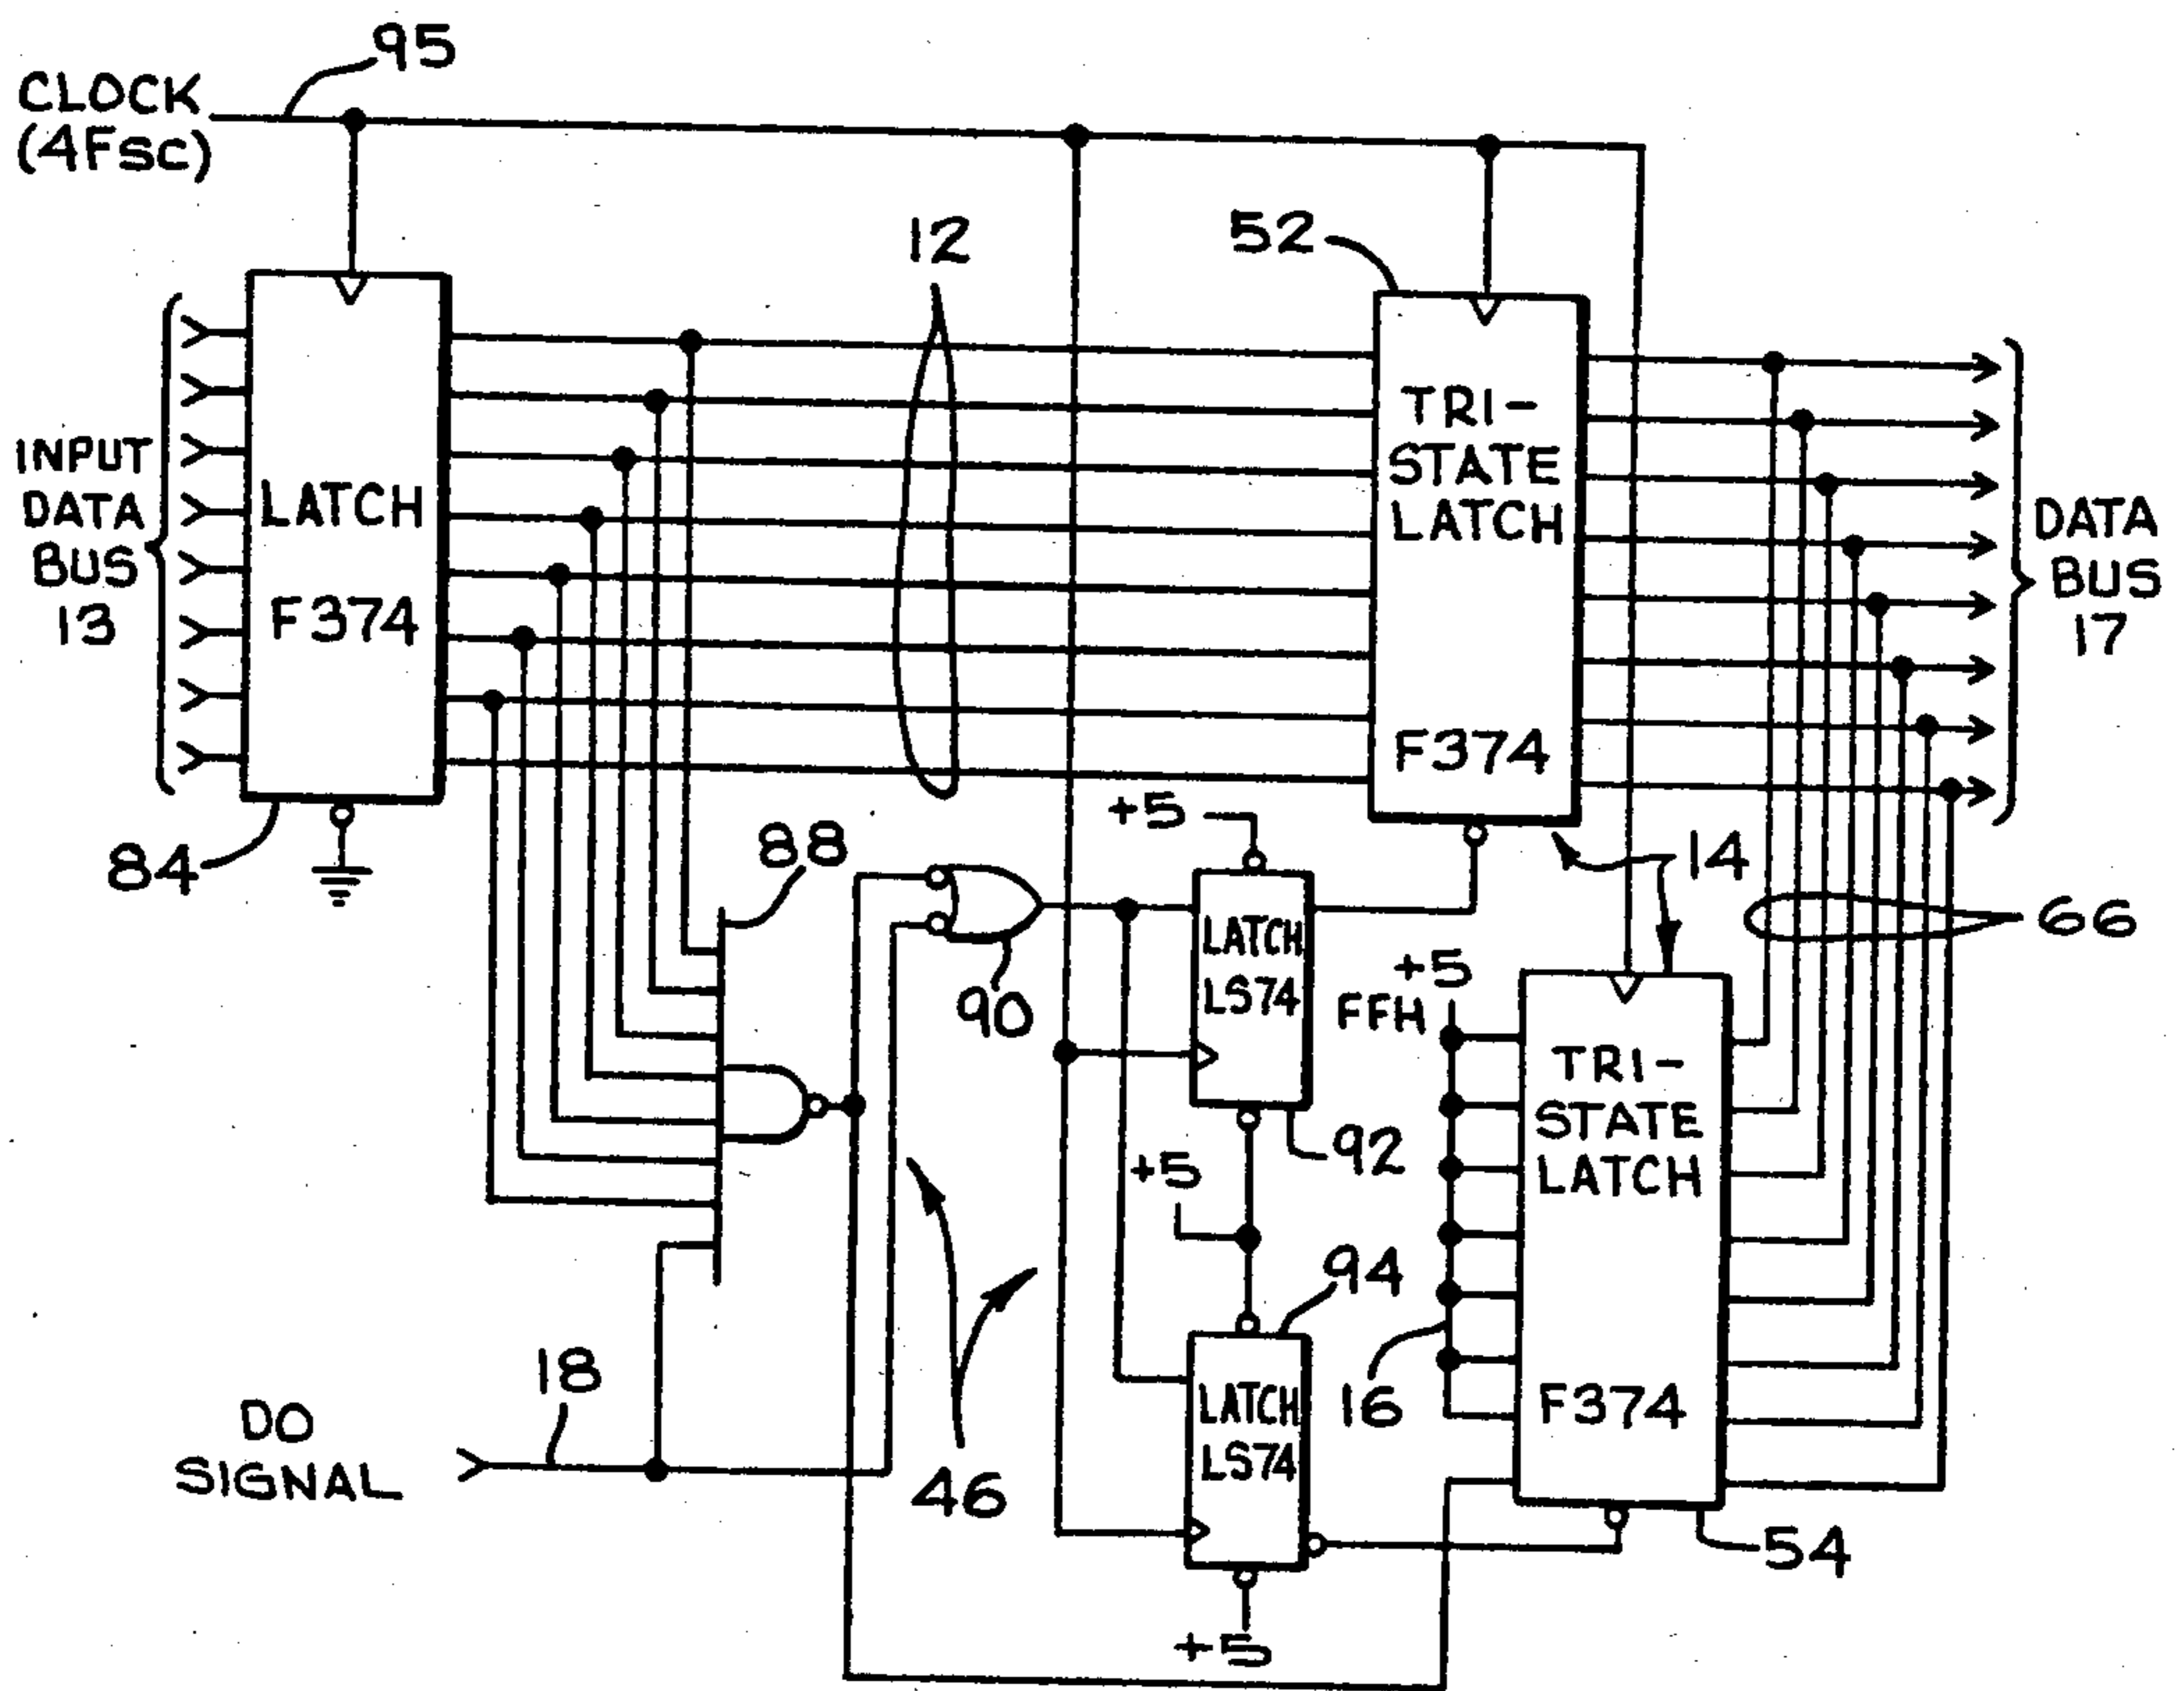 95
CLOCK
(4Fsc)
12
52
INPUT
DATA
BUS
13
LATCH
F374
TRI-
STATE
LATCH
F374
DATA
BUS
17
84
88
+5
14
66
90
LATCH
LS74
+5
FFH
92
+5
TRI-
STATE
LATCH
94
18
DO
SIGNAL
LATCH
LS74
16
F374
46
54
+5